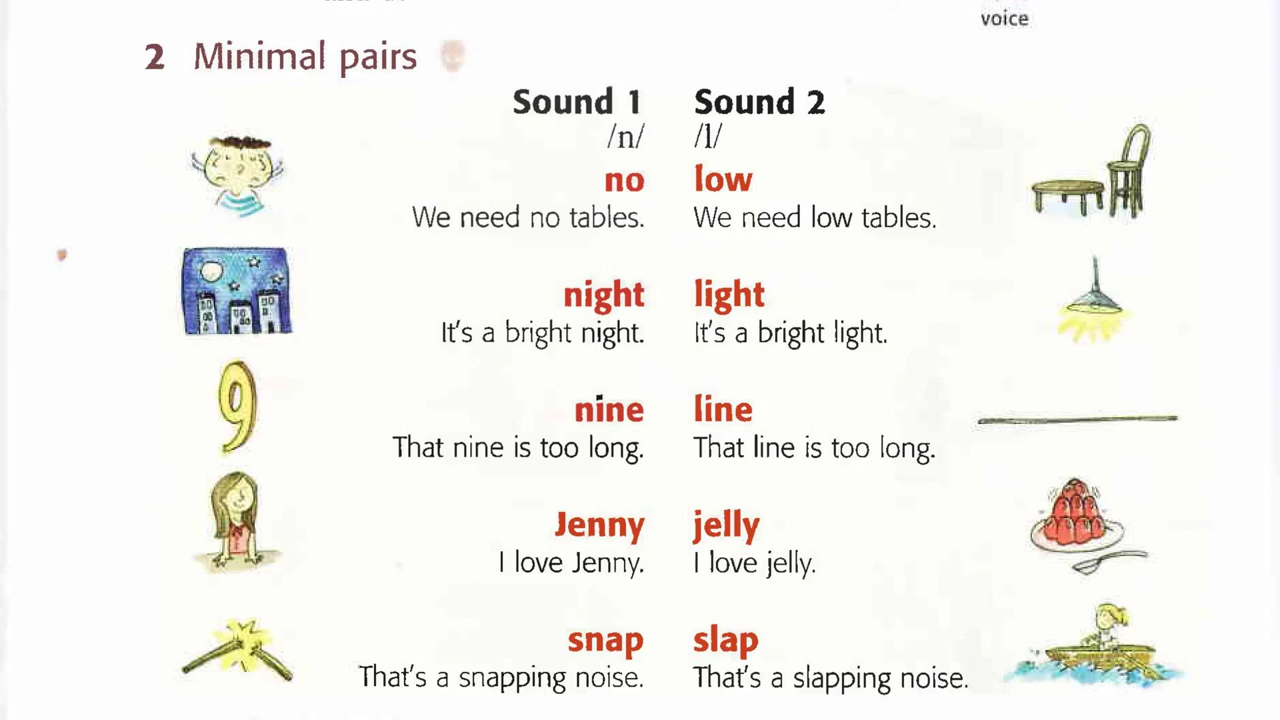 voice
2 Minimal pairs
Sound 1 Sound 2
/n/ /l/
no low
We need no tables. We need low tables.
night light
It's a bright night. It's a bright light.
9
nine line
That nine is too long. That line is too long.
Jenny jelly
I love Jenny. I love jelly.
snap slap
That's a snapping noise. That's a slapping noise.